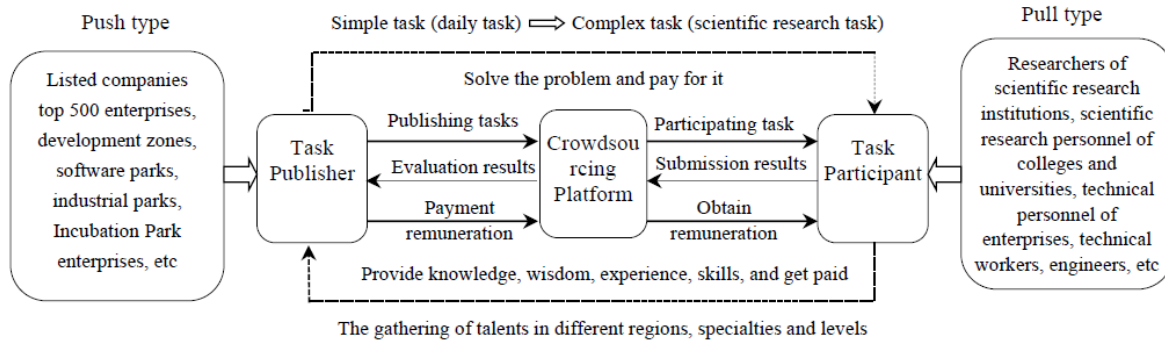 Push type
Simple task (daily task) ⇨ Complex task (scientific research task)
Pull type
Listed companies
top 500 enterprises,
development zones,
software parks,
industrial parks,
Incubation Park
enterprises, etc
Solve the problem and pay for it
Task
Publisher
Publishing tasks
Evaluation results
Payment
remuneration
Crowdsou
rcing
Platform
Participating task
Submission results
Obtain
remuneration
Task
Participant
Researchers of
scientific research
institutions, scientific
research personnel of
colleges and
universities, technical
personnel of
enterprises, technical
workers, engineers, etc
Provide knowledge, wisdom, experience, skills, and get paid
The gathering of talents in different regions, specialties and levels